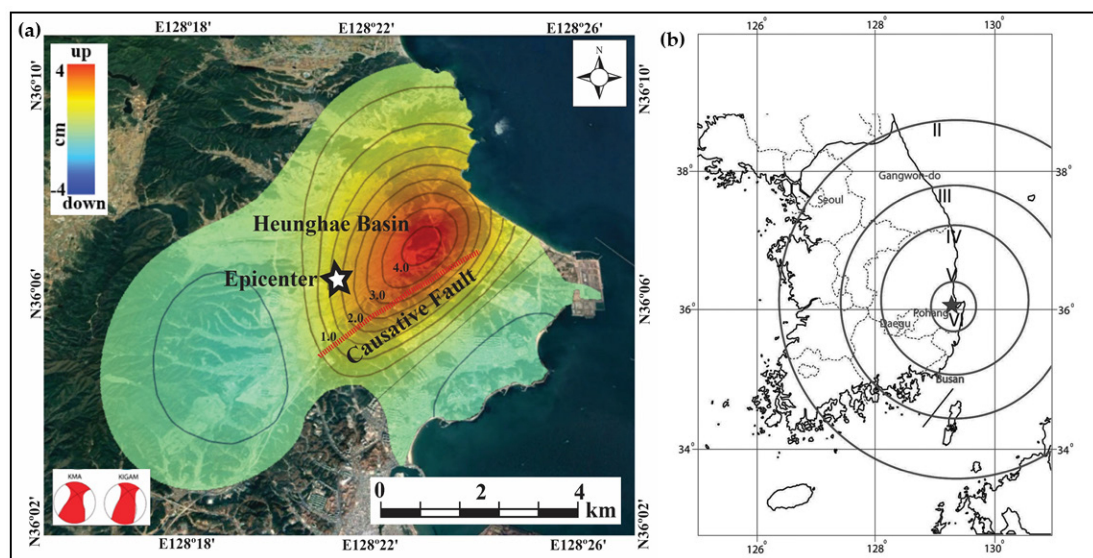 (a)
E128°18'
E128°22'
E128°26'
up
4
cm
-4
down
N36°10'
N36°06'
N36°02'
N
N36°10'
N36°06'
N36°02'
Heunghae Basin
Epicenter
4.0
3.0
2.0
1.0
Causative Fault
KMA
KIGAM
0 2 4
km
E128°18'
E128°22'
E128°26'
(b)
126°
128°
130°
II
38°
38°
Gangwon-do
III
Seoul
IV
V
36°
36°
Pohang
VI
Daegu
Busan
34°
34°
126°
128°
130°